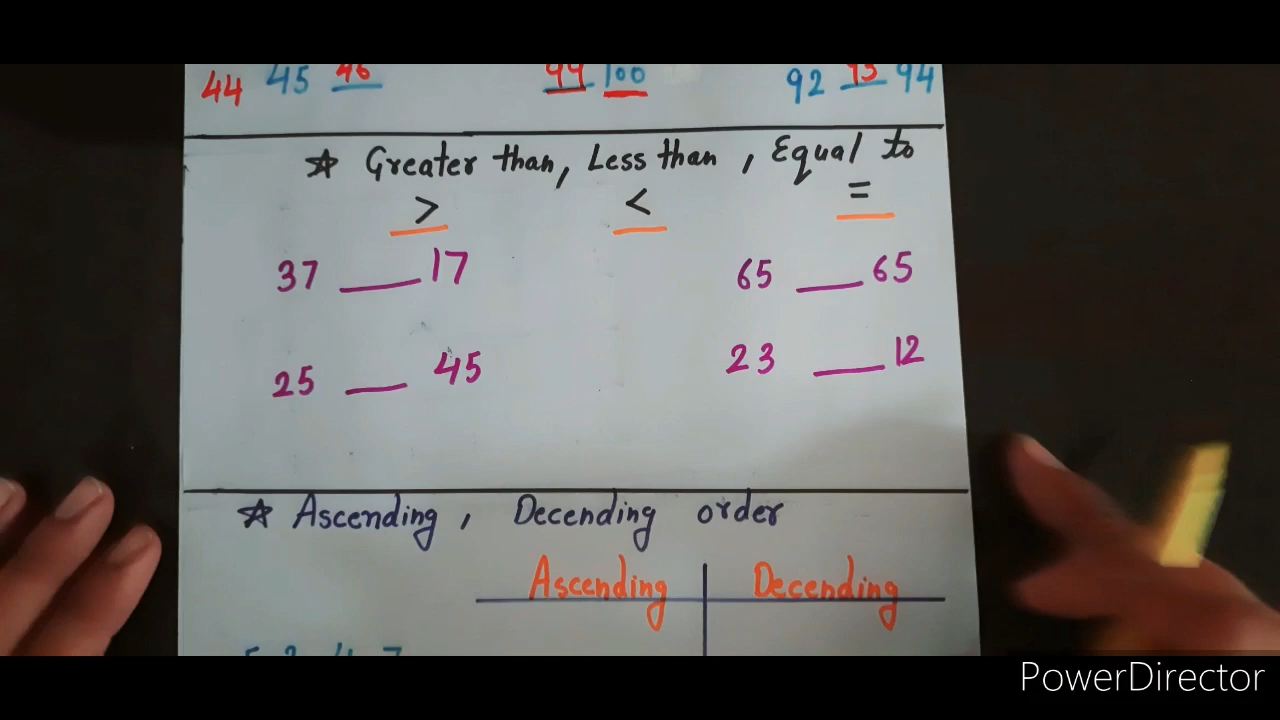 44 45 46 99 100 92 93 94
☆ Greater than, Less than, Equal to
> < =
37 ___ 17 65 ___ 65
25 ___ 45 23 ___ 12
☆ Ascending, Decending order
Ascending Decending
PowerDirector